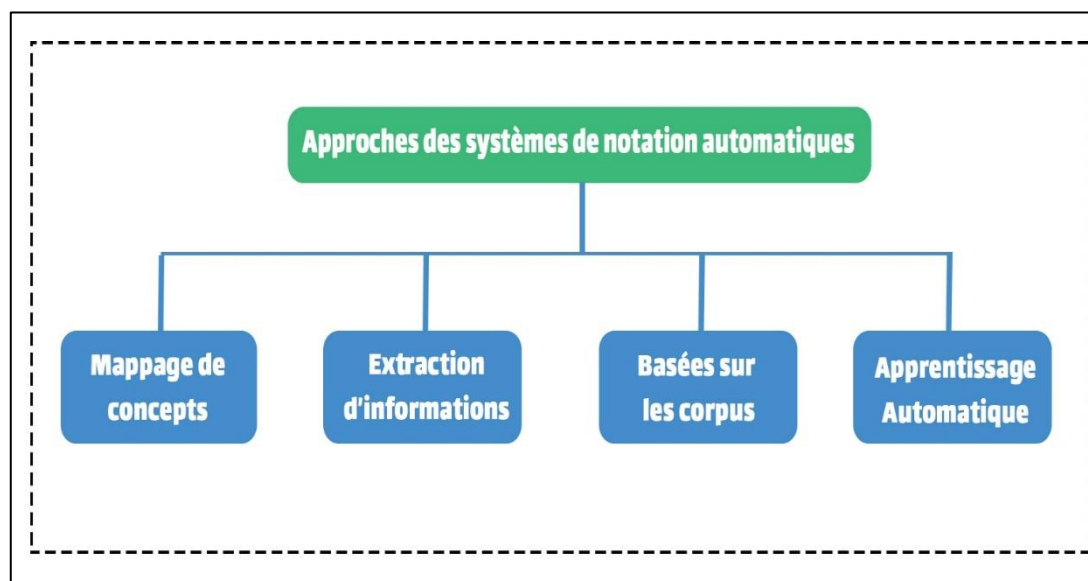 Approches des systèmes de notation automatiques
Mappage de
concepts
Extraction
d'informations
Basées sur
les corpus
Apprentissage
Automatique